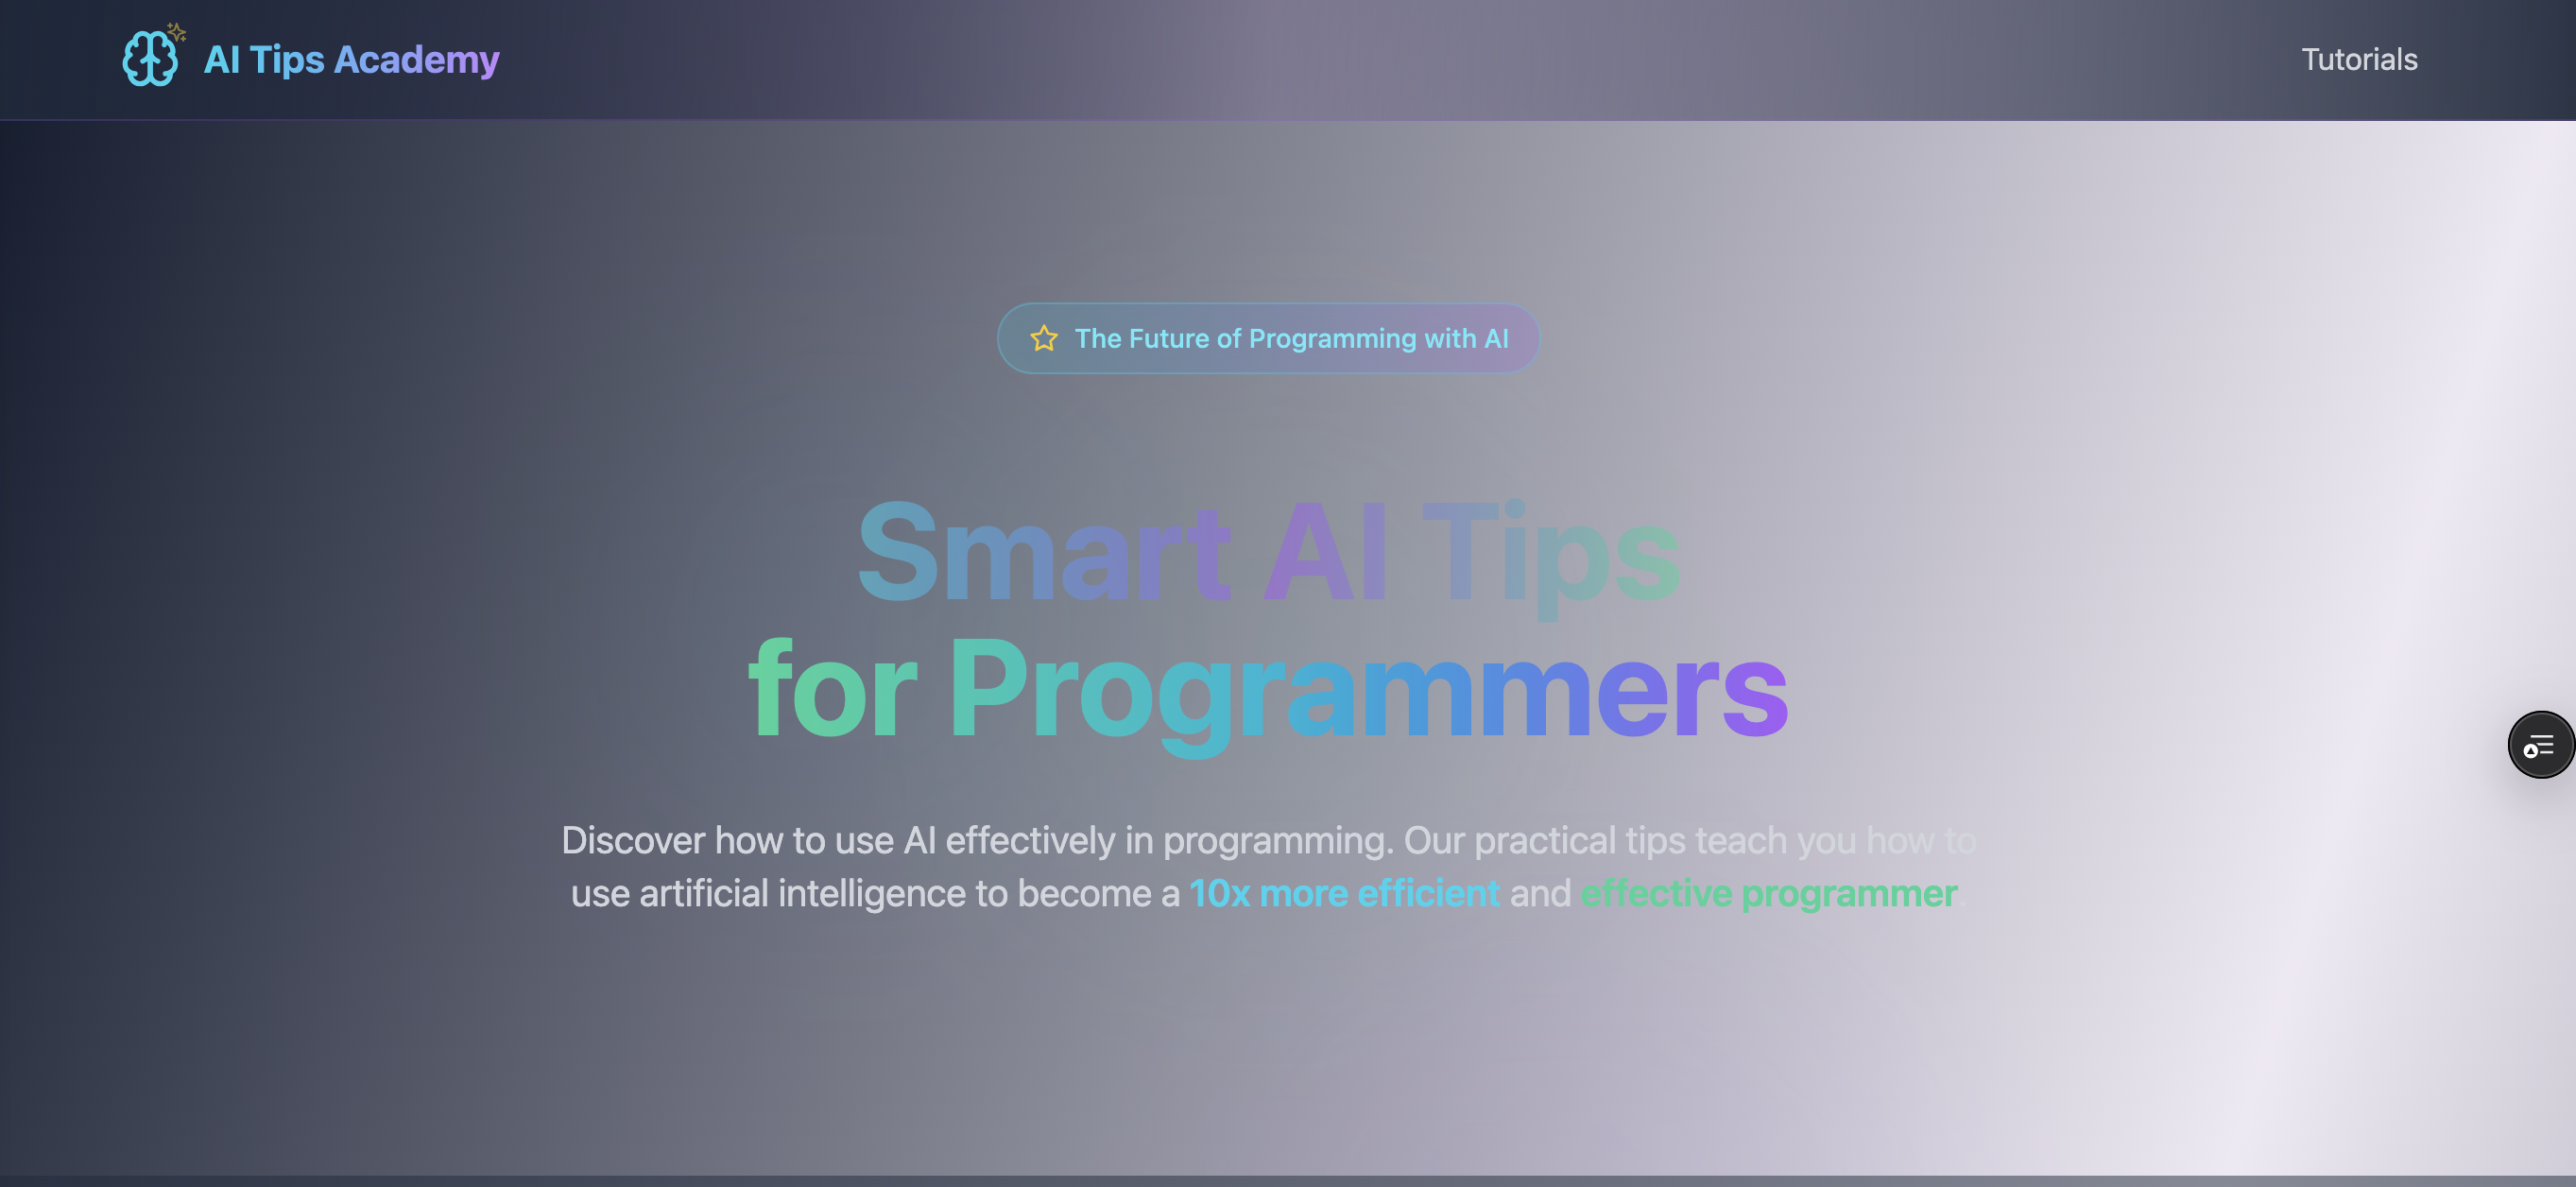 AI Tips Academy
Tutorials
The Future of Programming with AI
Smart AI Tips
for Programmers
Discover how to use AI effectively in programming. Our practical tips teach you how to
use artificial intelligence to become a 10x more efficient and effective programmer.